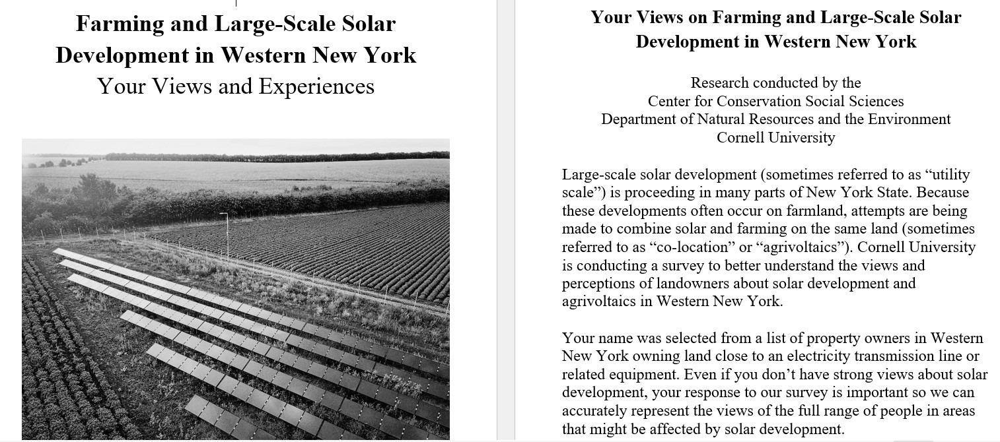 Farming and Large-Scale Solar
Development in Western New York
Your Views and Experiences
Your Views on Farming and Large-Scale Solar
Development in Western New York
Research conducted by the
Center for Conservation Social Sciences
Department of Natural Resources and the Environment
Cornell University
Large-scale solar development (sometimes referred to as “utility
scale”) is proceeding in many parts of New York State. Because
these developments often occur on farmland, attempts are being
made to combine solar and farming on the same land (sometimes
referred to as “co-location” or “agrivoltaics”). Cornell University
is conducting a survey to better understand the views and
perceptions of landowners about solar development and
agrivoltaics in Western New York.
Your name was selected from a list of property owners in Western
New York owning land close to an electricity transmission line or
related equipment. Even if you don’t have strong views about solar
development, your response to our survey is important so we can
accurately represent the views of the full range of people in areas
that might be affected by solar development.